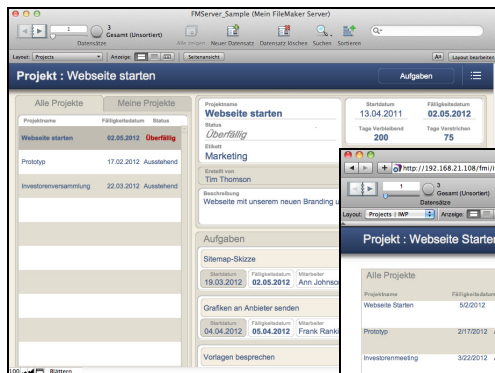 FMServer_Sample (Mein FileMaker Server)
1
3
Gesamt (Unsortiert)
Datensätze
Alle zeigen Neuer Datensatz Datensatz löschen Suchen Sortieren
Layout: Projects Anzeige: Seitenansicht Aa Layout bearbeiten
Projekt : Webseite starten
Aufgaben
Alle Projekte Meine Projekte
Projektname Fälligkeitsdatum Status
Webseite starten 02.05.2012 Überfällig
Prototyp 17.02.2012 Ausstehend
Investorenversammlung 22.03.2012 Ausstehend
Projektname
Webseite starten
Status
Überfällig
Etikett
Marketing
Erstellt von
Tim Thomson
Beschreibung
Webseite mit unserem neuen Branding u
Startdatum Fälligkeitsdatum
13.04.2011 02.05.2012
Tage Verbleibend Tage Verstrichen
200 75
Aufgaben
Sitemap-Skizze
Startdatum Fälligkeitsdatum Mitarbeiter
19.03.2012 02.05.2012 Ann Johnso
Grafiken an Anbieter senden
Startdatum Fälligkeitsdatum Mitarbeiter
04.04.2012 05.04.2012 Frank Ranki
Vorlagen besprechen
100 Blättern
http://192.168.21.108/fmi/i
1
3
Gesamt (Unsortiert)
Datensätze
Layout: Projects | IWP Anzeige:
Projekt : Webseite Starte
Alle Projekte
Projektname Fälligkeitsdatum
Webseite Starten 5/2/2012
Prototyp 2/17/2012
Investorenmeeting 3/22/2012